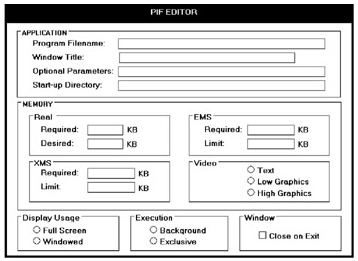 PIF EDITOR
APPLICATION
Program Filename:
Window Title:
Optional Parameters:
Start-up Directory:
MEMORY
Real
Required: KB
Desired: KB
EMS
Required: KB
Limit: KB
XMS
Required: KB
Limit KB
Video
Text
Low Graphics
High Graphics
Display Usage
Full Screen
Windowed
Execution
Background
Exclusive
Window
Close on Exit